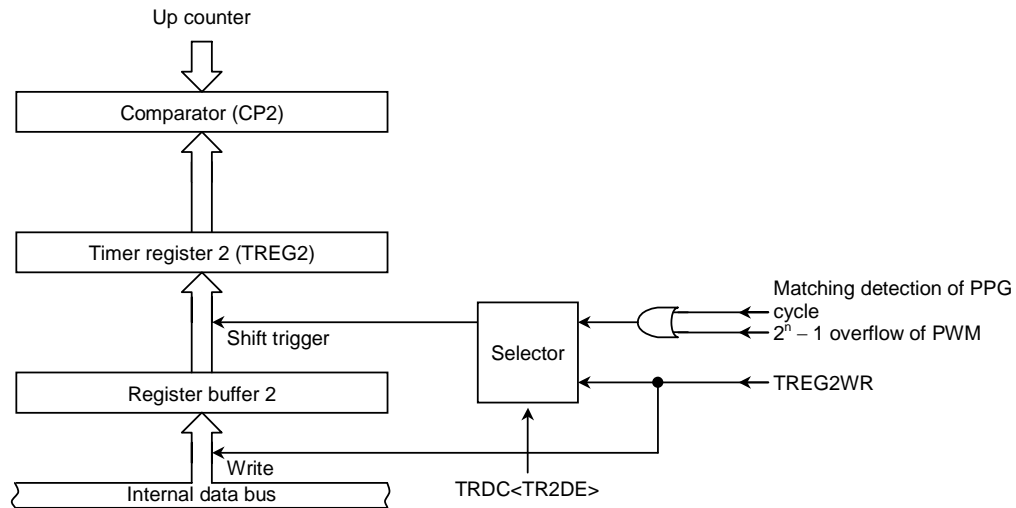 Up counter
Comparator (CP2)
Timer register 2 (TREG2)
Matching detection of PPG
cycle
2ⁿ – 1 overflow of PWM
Shift trigger
Selector
Register buffer 2
TREG2WR
Write
TRDC<TR2DE>
Internal data bus